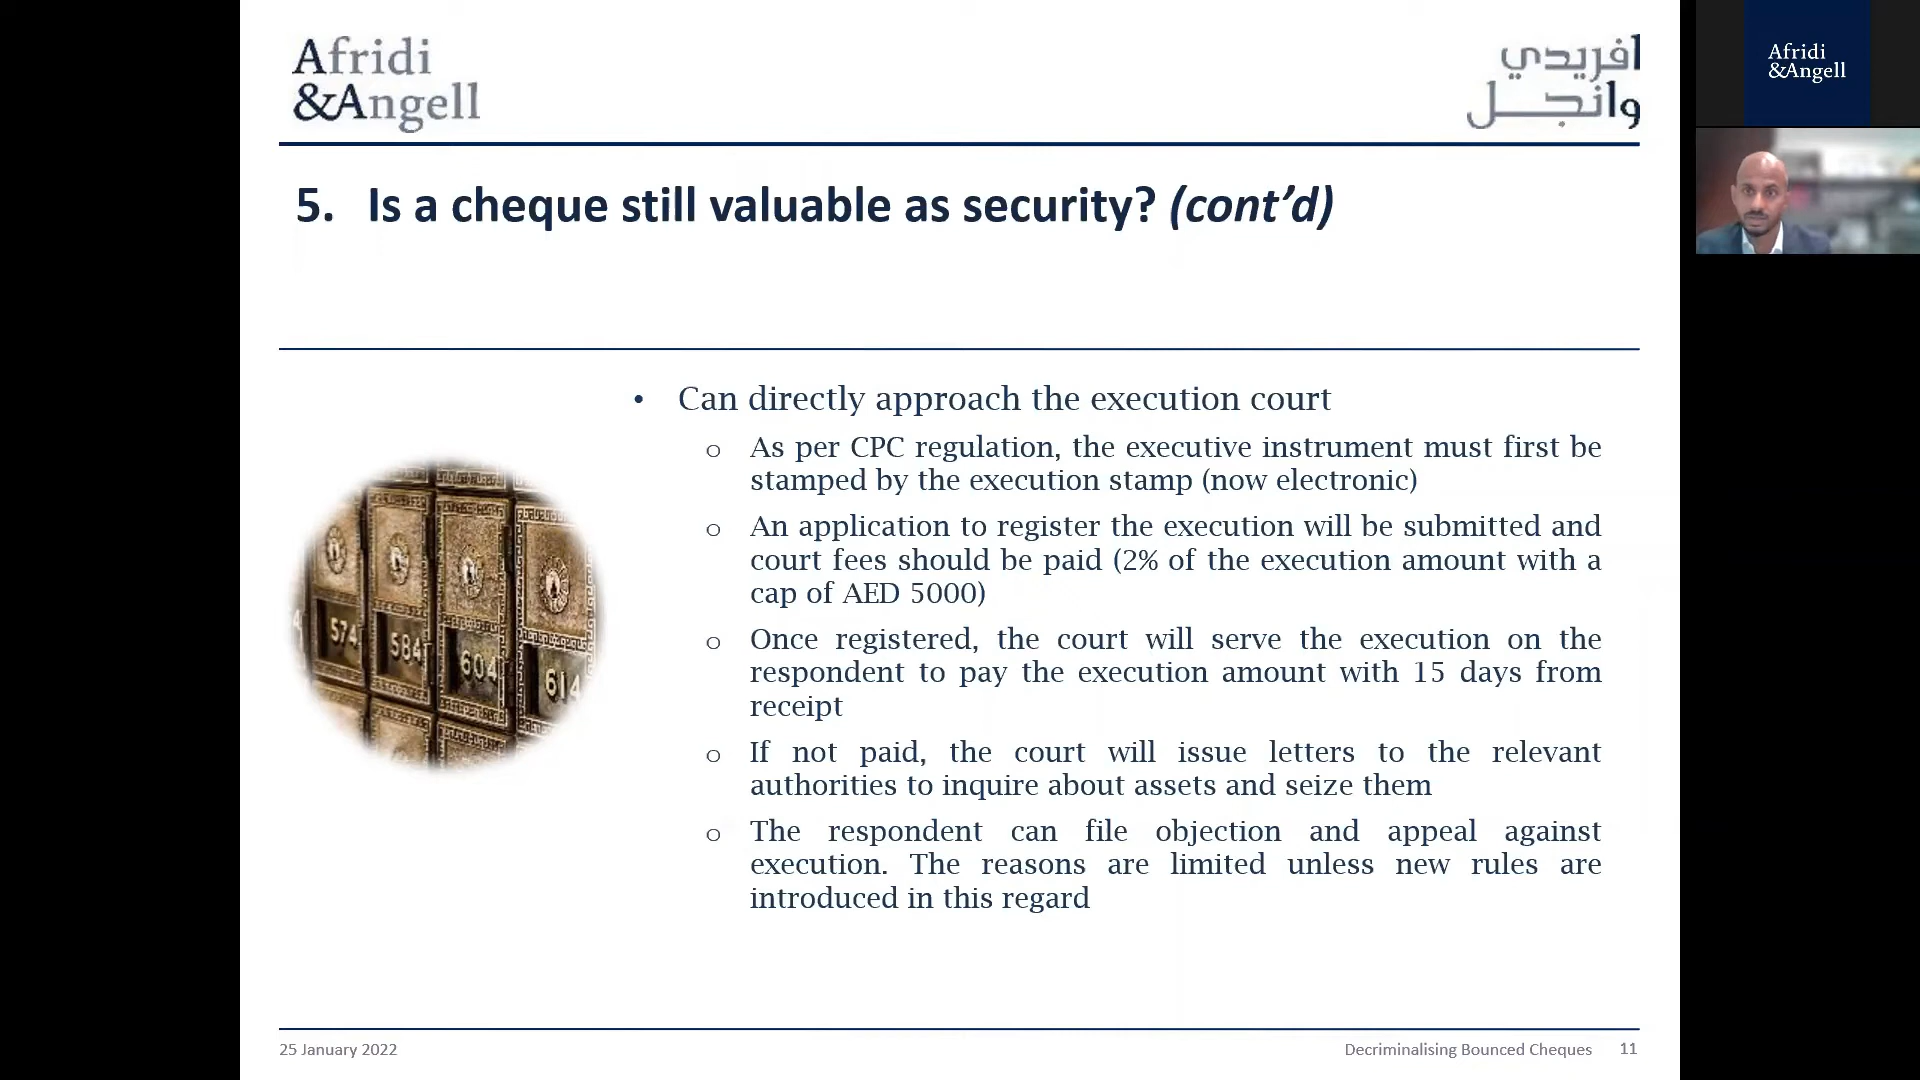 Afridi
&Angell
افريدي
وانجل
Afridi
&Angell
5. Is a cheque still valuable as security? (cont’d)
• Can directly approach the execution court
o As per CPC regulation, the executive instrument must first be
stamped by the execution stamp (now electronic)
o An application to register the execution will be submitted and
court fees should be paid (2% of the execution amount with a
cap of AED 5000)
o Once registered, the court will serve the execution on the
respondent to pay the execution amount with 15 days from
receipt
o If not paid, the court will issue letters to the relevant
authorities to inquire about assets and seize them
o The respondent can file objection and appeal against
execution. The reasons are limited unless new rules are
introduced in this regard
574
584
604
614
25 January 2022
Decriminalising Bounced Cheques 11